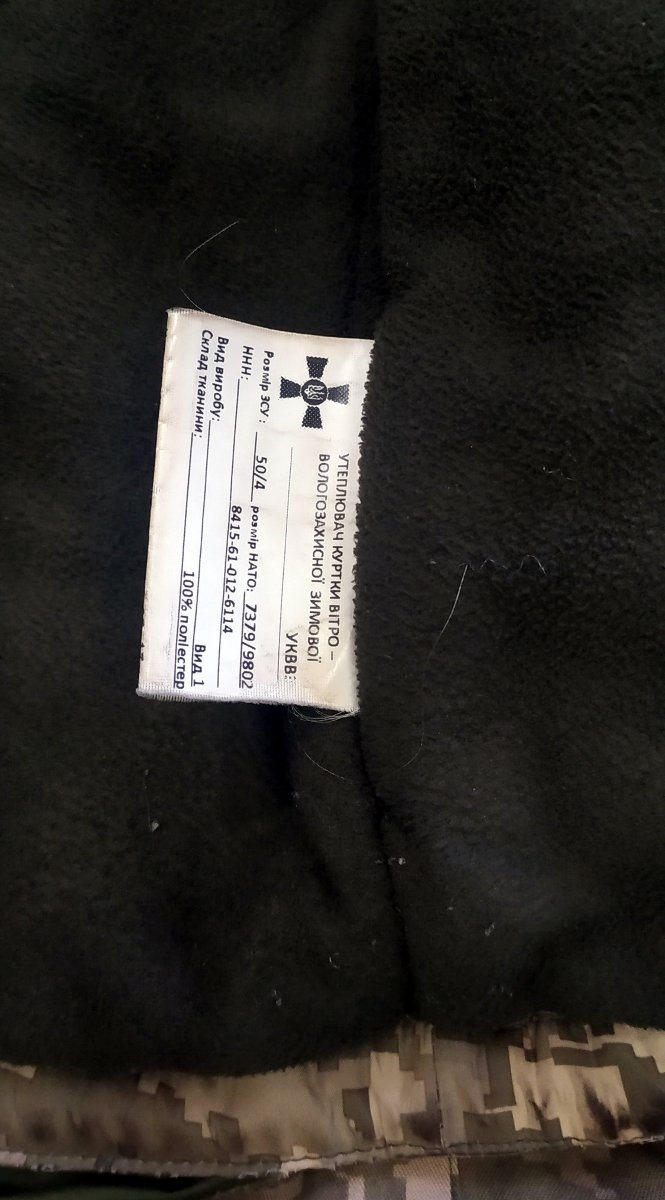 УТЕПЛЮВАЧ КУРТКИ ВІТРО –
ВОЛОГОЗАХИСНОЇ ЗИМОВОЇ
УКВВ:
Розмір ЗСУ: 50/4 розмір НАТО: 7379/9802
ННН: 8415-61-012-6114
Вид виробу: Вид 1
Склад тканини: 100% поліестер